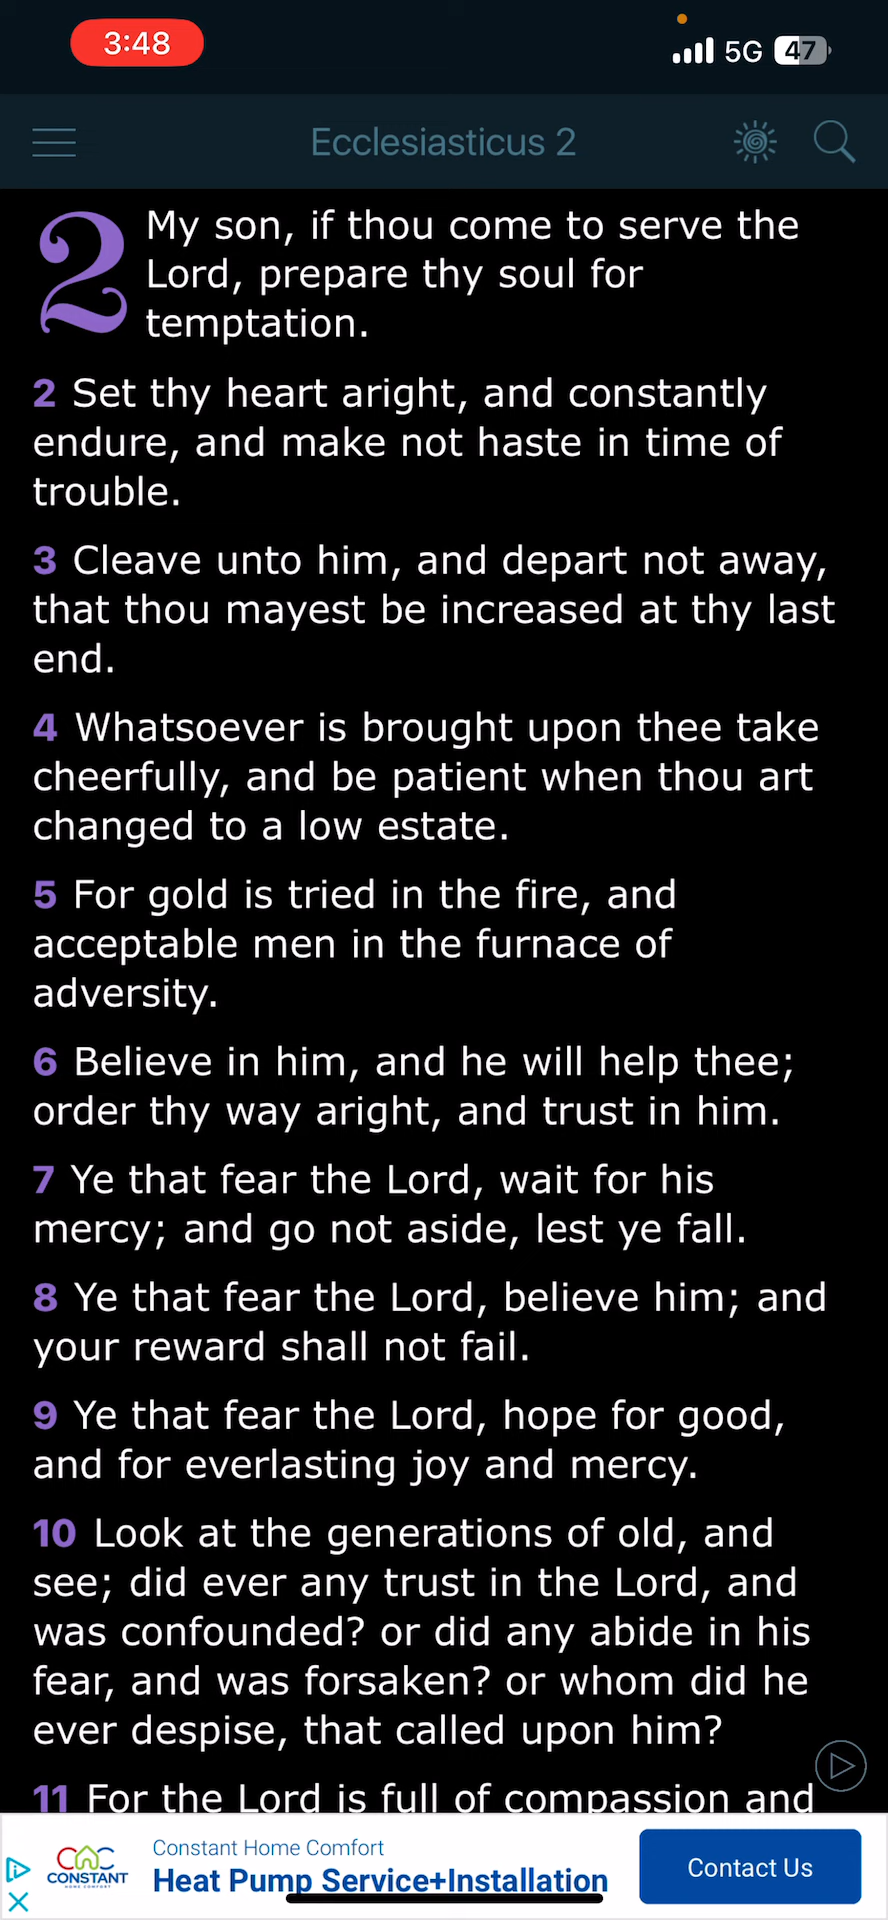 3:48
5G 47
Ecclesiasticus 2
2 My son, if thou come to serve the
Lord, prepare thy soul for
temptation.
2 Set thy heart aright, and constantly
endure, and make not haste in time of
trouble.
3 Cleave unto him, and depart not away,
that thou mayest be increased at thy last
end.
4 Whatsoever is brought upon thee take
cheerfully, and be patient when thou art
changed to a low estate.
5 For gold is tried in the fire, and
acceptable men in the furnace of
adversity.
6 Believe in him, and he will help thee;
order thy way aright, and trust in him.
7 Ye that fear the Lord, wait for his
mercy; and go not aside, lest ye fall.
8 Ye that fear the Lord, believe him; and
your reward shall not fail.
9 Ye that fear the Lord, hope for good,
and for everlasting joy and mercy.
10 Look at the generations of old, and
see; did ever any trust in the Lord, and
was confounded? or did any abide in his
fear, and was forsaken? or whom did he
ever despise, that called upon him?
11 For the Lord is full of compassion and
Constant Home Comfort
Heat Pump Service+Installation
CONSTANT
HOME COMFORT
Contact Us